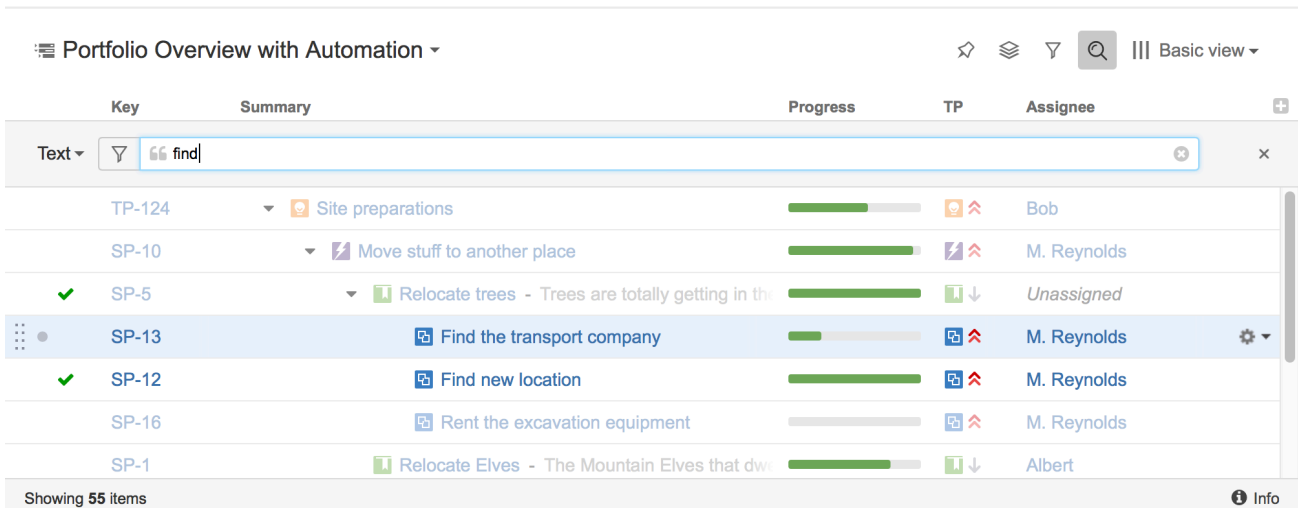 Portfolio Overview with Automation
Basic view
Key Summary Progress TP Assignee
Text find
TP-124 Site preparations Bob
SP-10 Move stuff to another place M. Reynolds
SP-5 Relocate trees - Trees are totally getting in the Unassigned
SP-13 Find the transport company M. Reynolds
SP-12 Find new location M. Reynolds
SP-16 Rent the excavation equipment M. Reynolds
SP-1 Relocate Elves - The Mountain Elves that dwe Albert
Showing 55 items Info